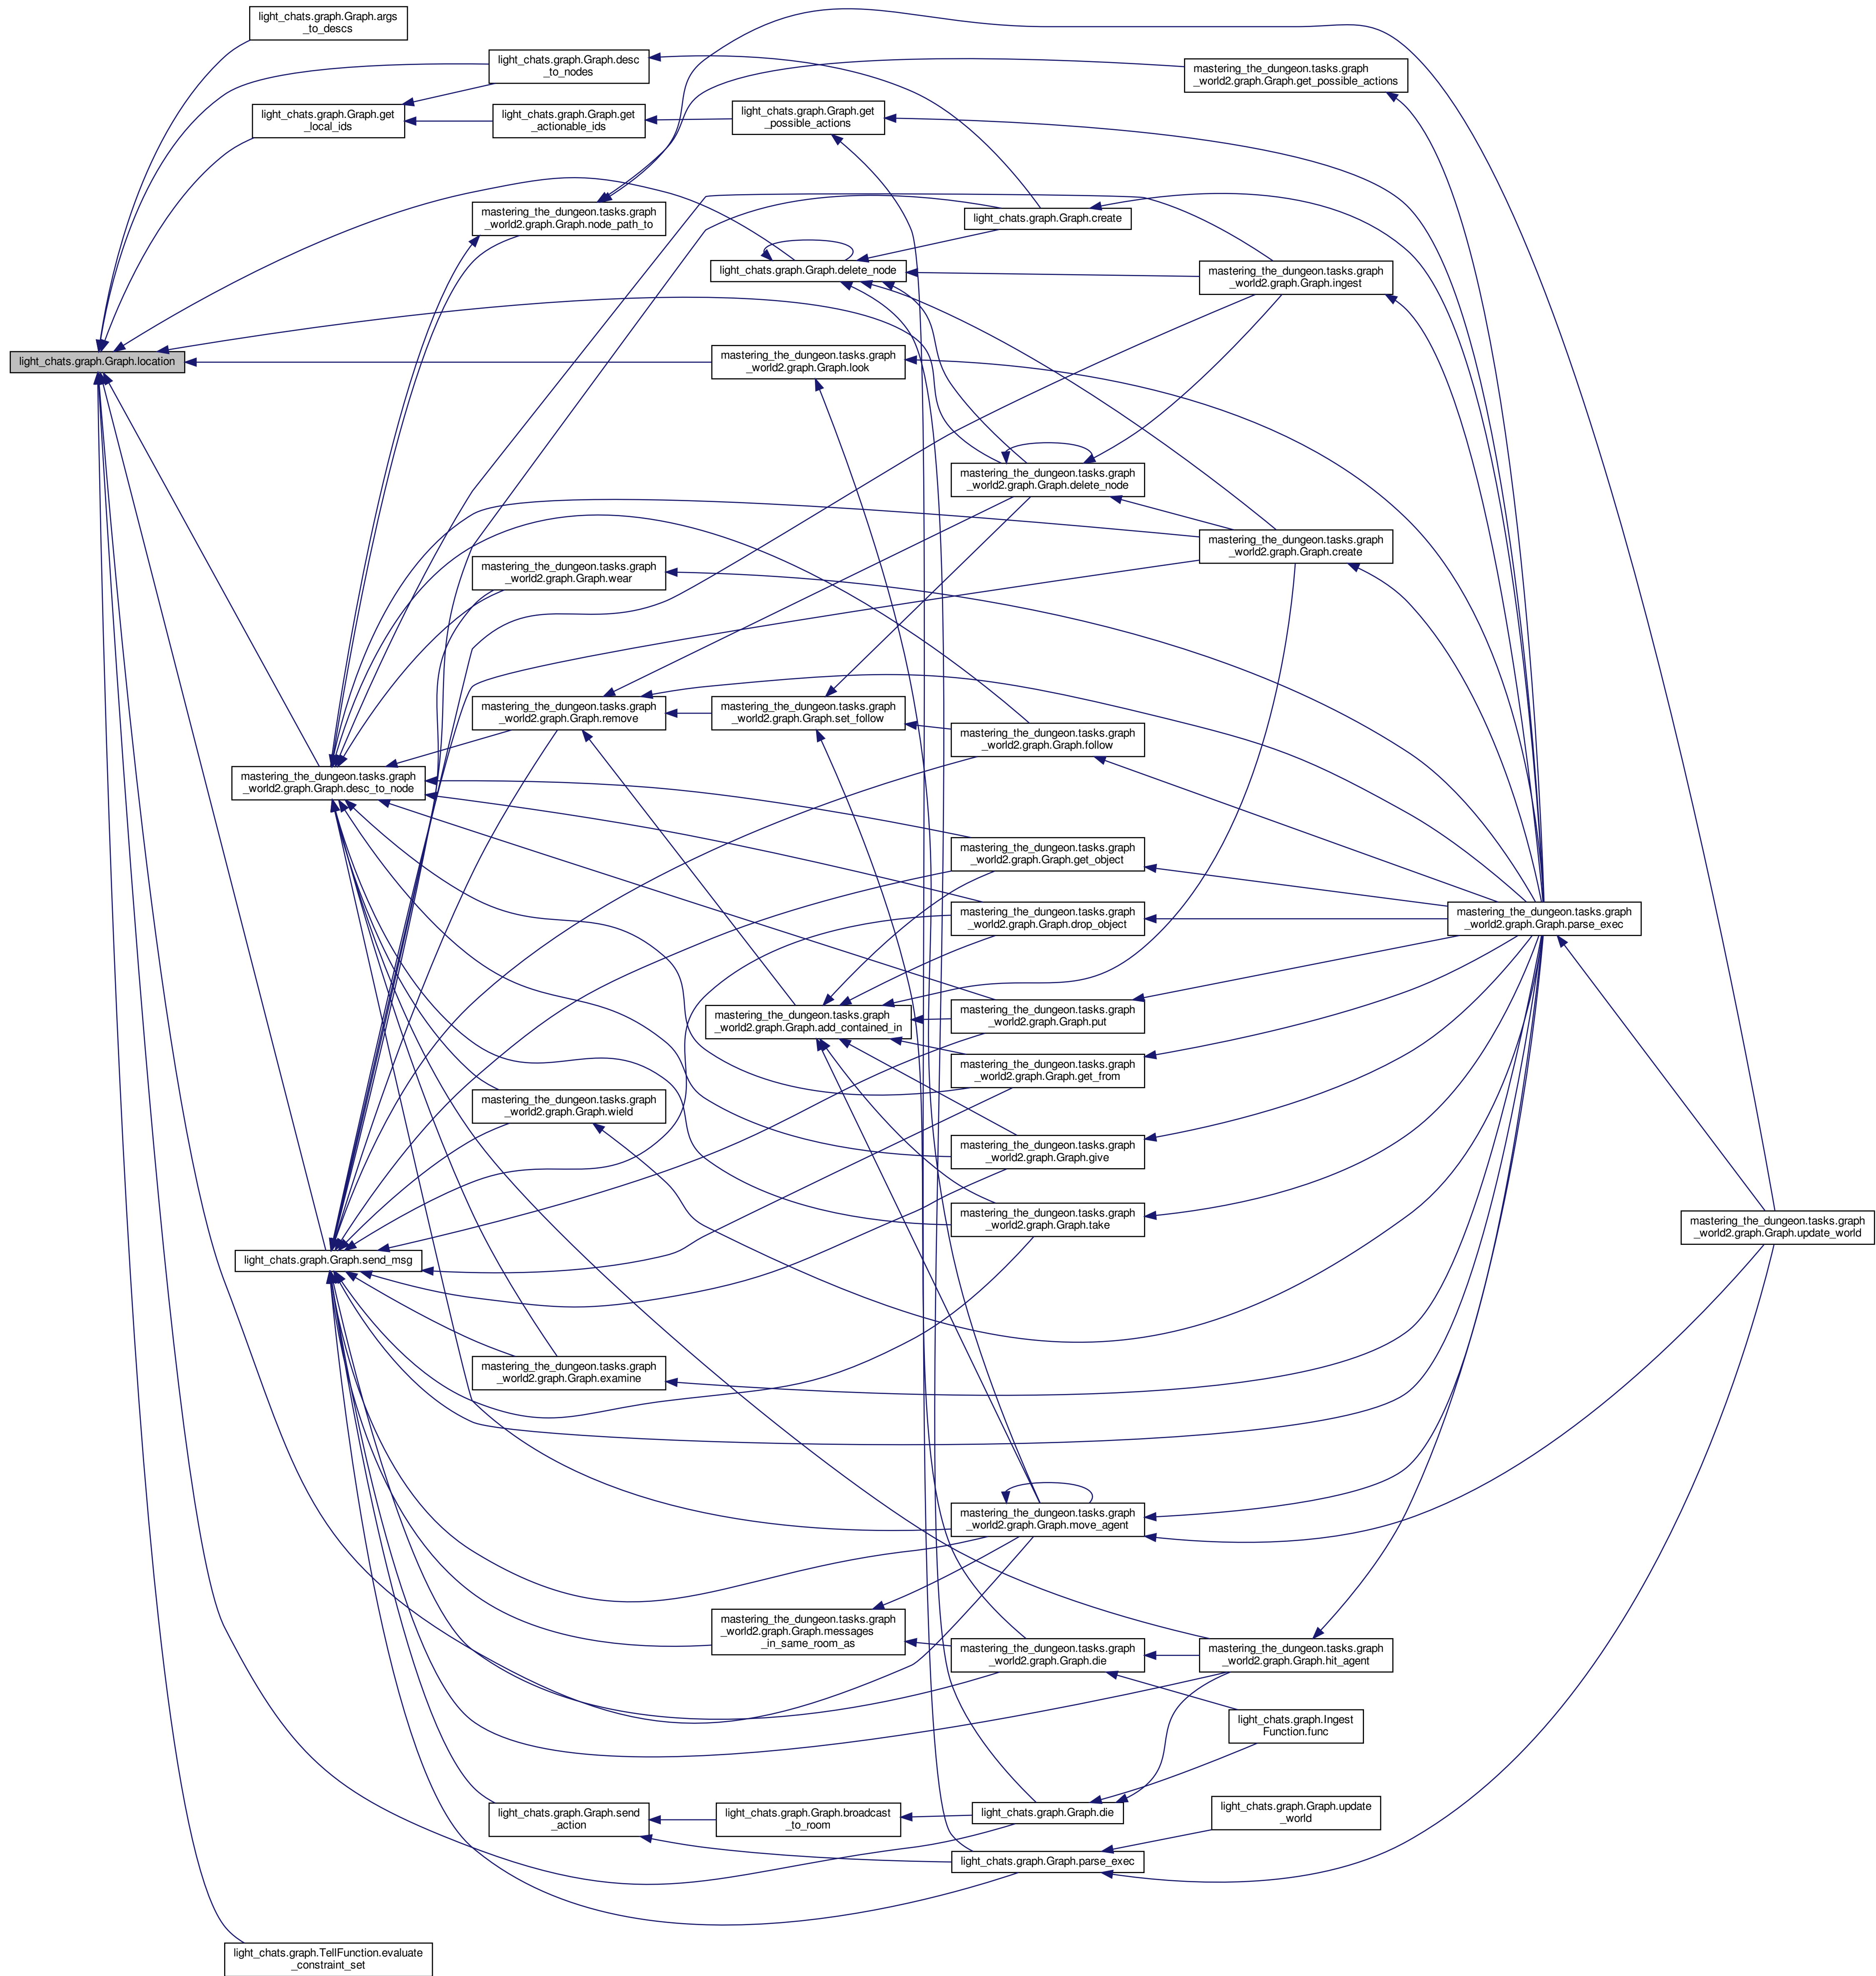 light_chats.graph.Graph.args
_to_descs
light_chats.graph.Graph.desc
_to_nodes
mastering_the_dungeon.tasks.graph
_world2.graph.Graph.get_possible_actions
light_chats.graph.Graph.get
_local_ids
light_chats.graph.Graph.get
_actionable_ids
light_chats.graph.Graph.get
_possible_actions
mastering_the_dungeon.tasks.graph
_world2.graph.Graph.node_path_to
light_chats.graph.Graph.create
light_chats.graph.Graph.delete_node
mastering_the_dungeon.tasks.graph
_world2.graph.Graph.ingest
light_chats.graph.Graph.location
mastering_the_dungeon.tasks.graph
_world2.graph.Graph.look
mastering_the_dungeon.tasks.graph
_world2.graph.Graph.delete_node
mastering_the_dungeon.tasks.graph
_world2.graph.Graph.create
mastering_the_dungeon.tasks.graph
_world2.graph.Graph.wear
mastering_the_dungeon.tasks.graph
_world2.graph.Graph.remove
mastering_the_dungeon.tasks.graph
_world2.graph.Graph.set_follow
mastering_the_dungeon.tasks.graph
_world2.graph.Graph.follow
mastering_the_dungeon.tasks.graph
_world2.graph.Graph.desc_to_node
mastering_the_dungeon.tasks.graph
_world2.graph.Graph.get_object
mastering_the_dungeon.tasks.graph
_world2.graph.Graph.drop_object
mastering_the_dungeon.tasks.graph
_world2.graph.Graph.parse_exec
mastering_the_dungeon.tasks.graph
_world2.graph.Graph.add_contained_in
mastering_the_dungeon.tasks.graph
_world2.graph.Graph.put
mastering_the_dungeon.tasks.graph
_world2.graph.Graph.get_from
mastering_the_dungeon.tasks.graph
_world2.graph.Graph.wield
mastering_the_dungeon.tasks.graph
_world2.graph.Graph.give
mastering_the_dungeon.tasks.graph
_world2.graph.Graph.take
mastering_the_dungeon.tasks.graph
_world2.graph.Graph.update_world
light_chats.graph.Graph.send_msg
mastering_the_dungeon.tasks.graph
_world2.graph.Graph.examine
mastering_the_dungeon.tasks.graph
_world2.graph.Graph.move_agent
mastering_the_dungeon.tasks.graph
_world2.graph.Graph.messages
_in_same_room_as
mastering_the_dungeon.tasks.graph
_world2.graph.Graph.die
mastering_the_dungeon.tasks.graph
_world2.graph.Graph.hit_agent
light_chats.graph.Ingest
Function.func
light_chats.graph.Graph.send
_action
light_chats.graph.Graph.broadcast
_to_room
light_chats.graph.Graph.die
light_chats.graph.Graph.update
_world
light_chats.graph.Graph.parse_exec
light_chats.graph.TellFunction.evaluate
_constraint_set